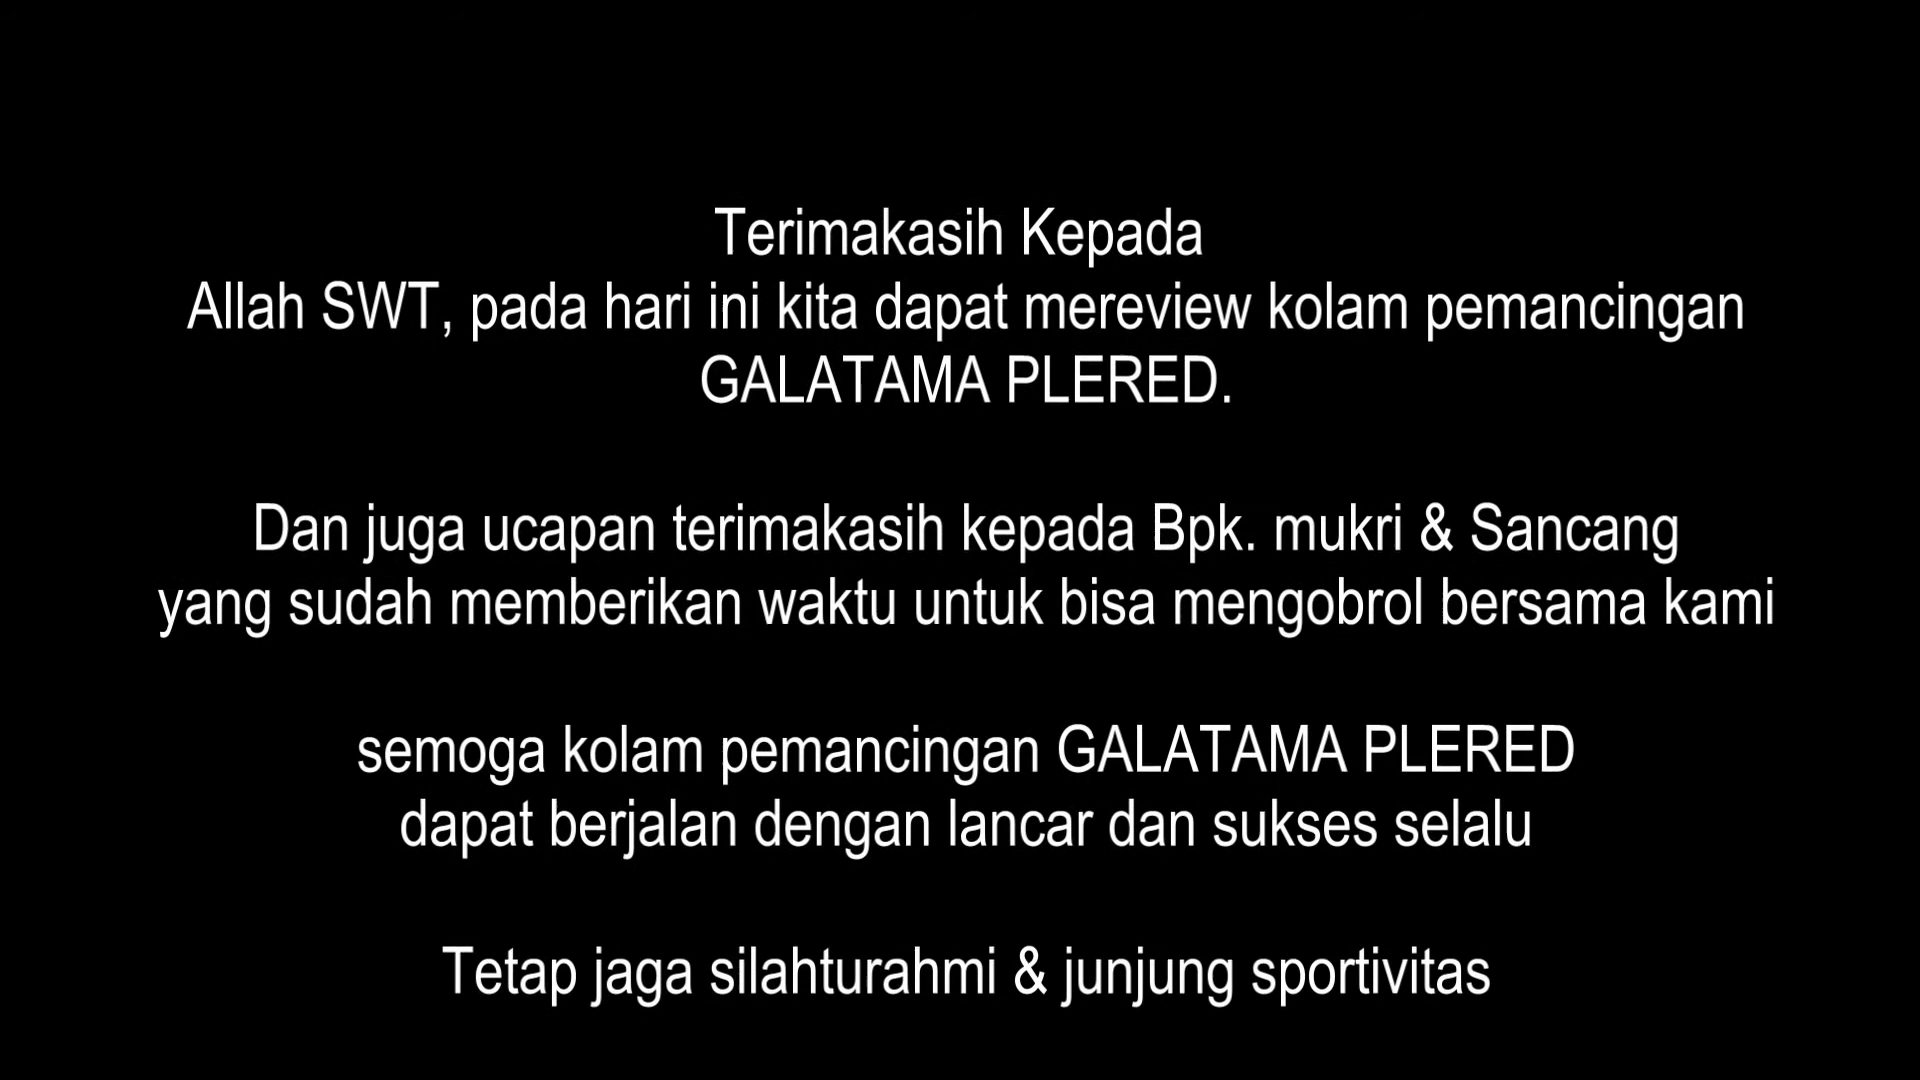 Terimakasih Kepada
Allah SWT, pada hari ini kita dapat mereview kolam pemancingan
GALATAMA PLERED.
Dan juga ucapan terimakasih kepada Bpk. mukri & Sancang
yang sudah memberikan waktu untuk bisa mengobrol bersama kami
semoga kolam pemancingan GALATAMA PLERED
dapat berjalan dengan lancar dan sukses selalu
Tetap jaga silahturahmi & junjung sportivitas